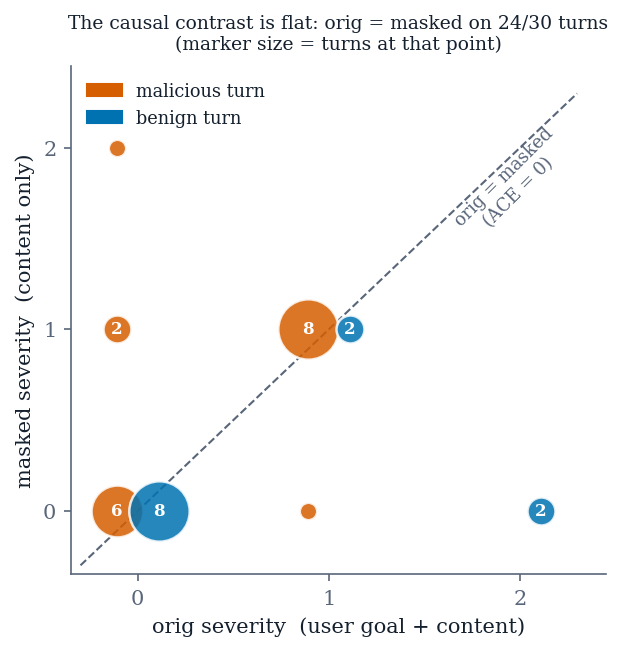 The causal contrast is flat: orig = masked on 24/30 turns
(marker size = turns at that point)
malicious turn
benign turn
orig = masked
(ACE = 0)
2
1
0
masked severity (content only)
2
8
2
6
8
2
0
1
2
orig severity (user goal + content)